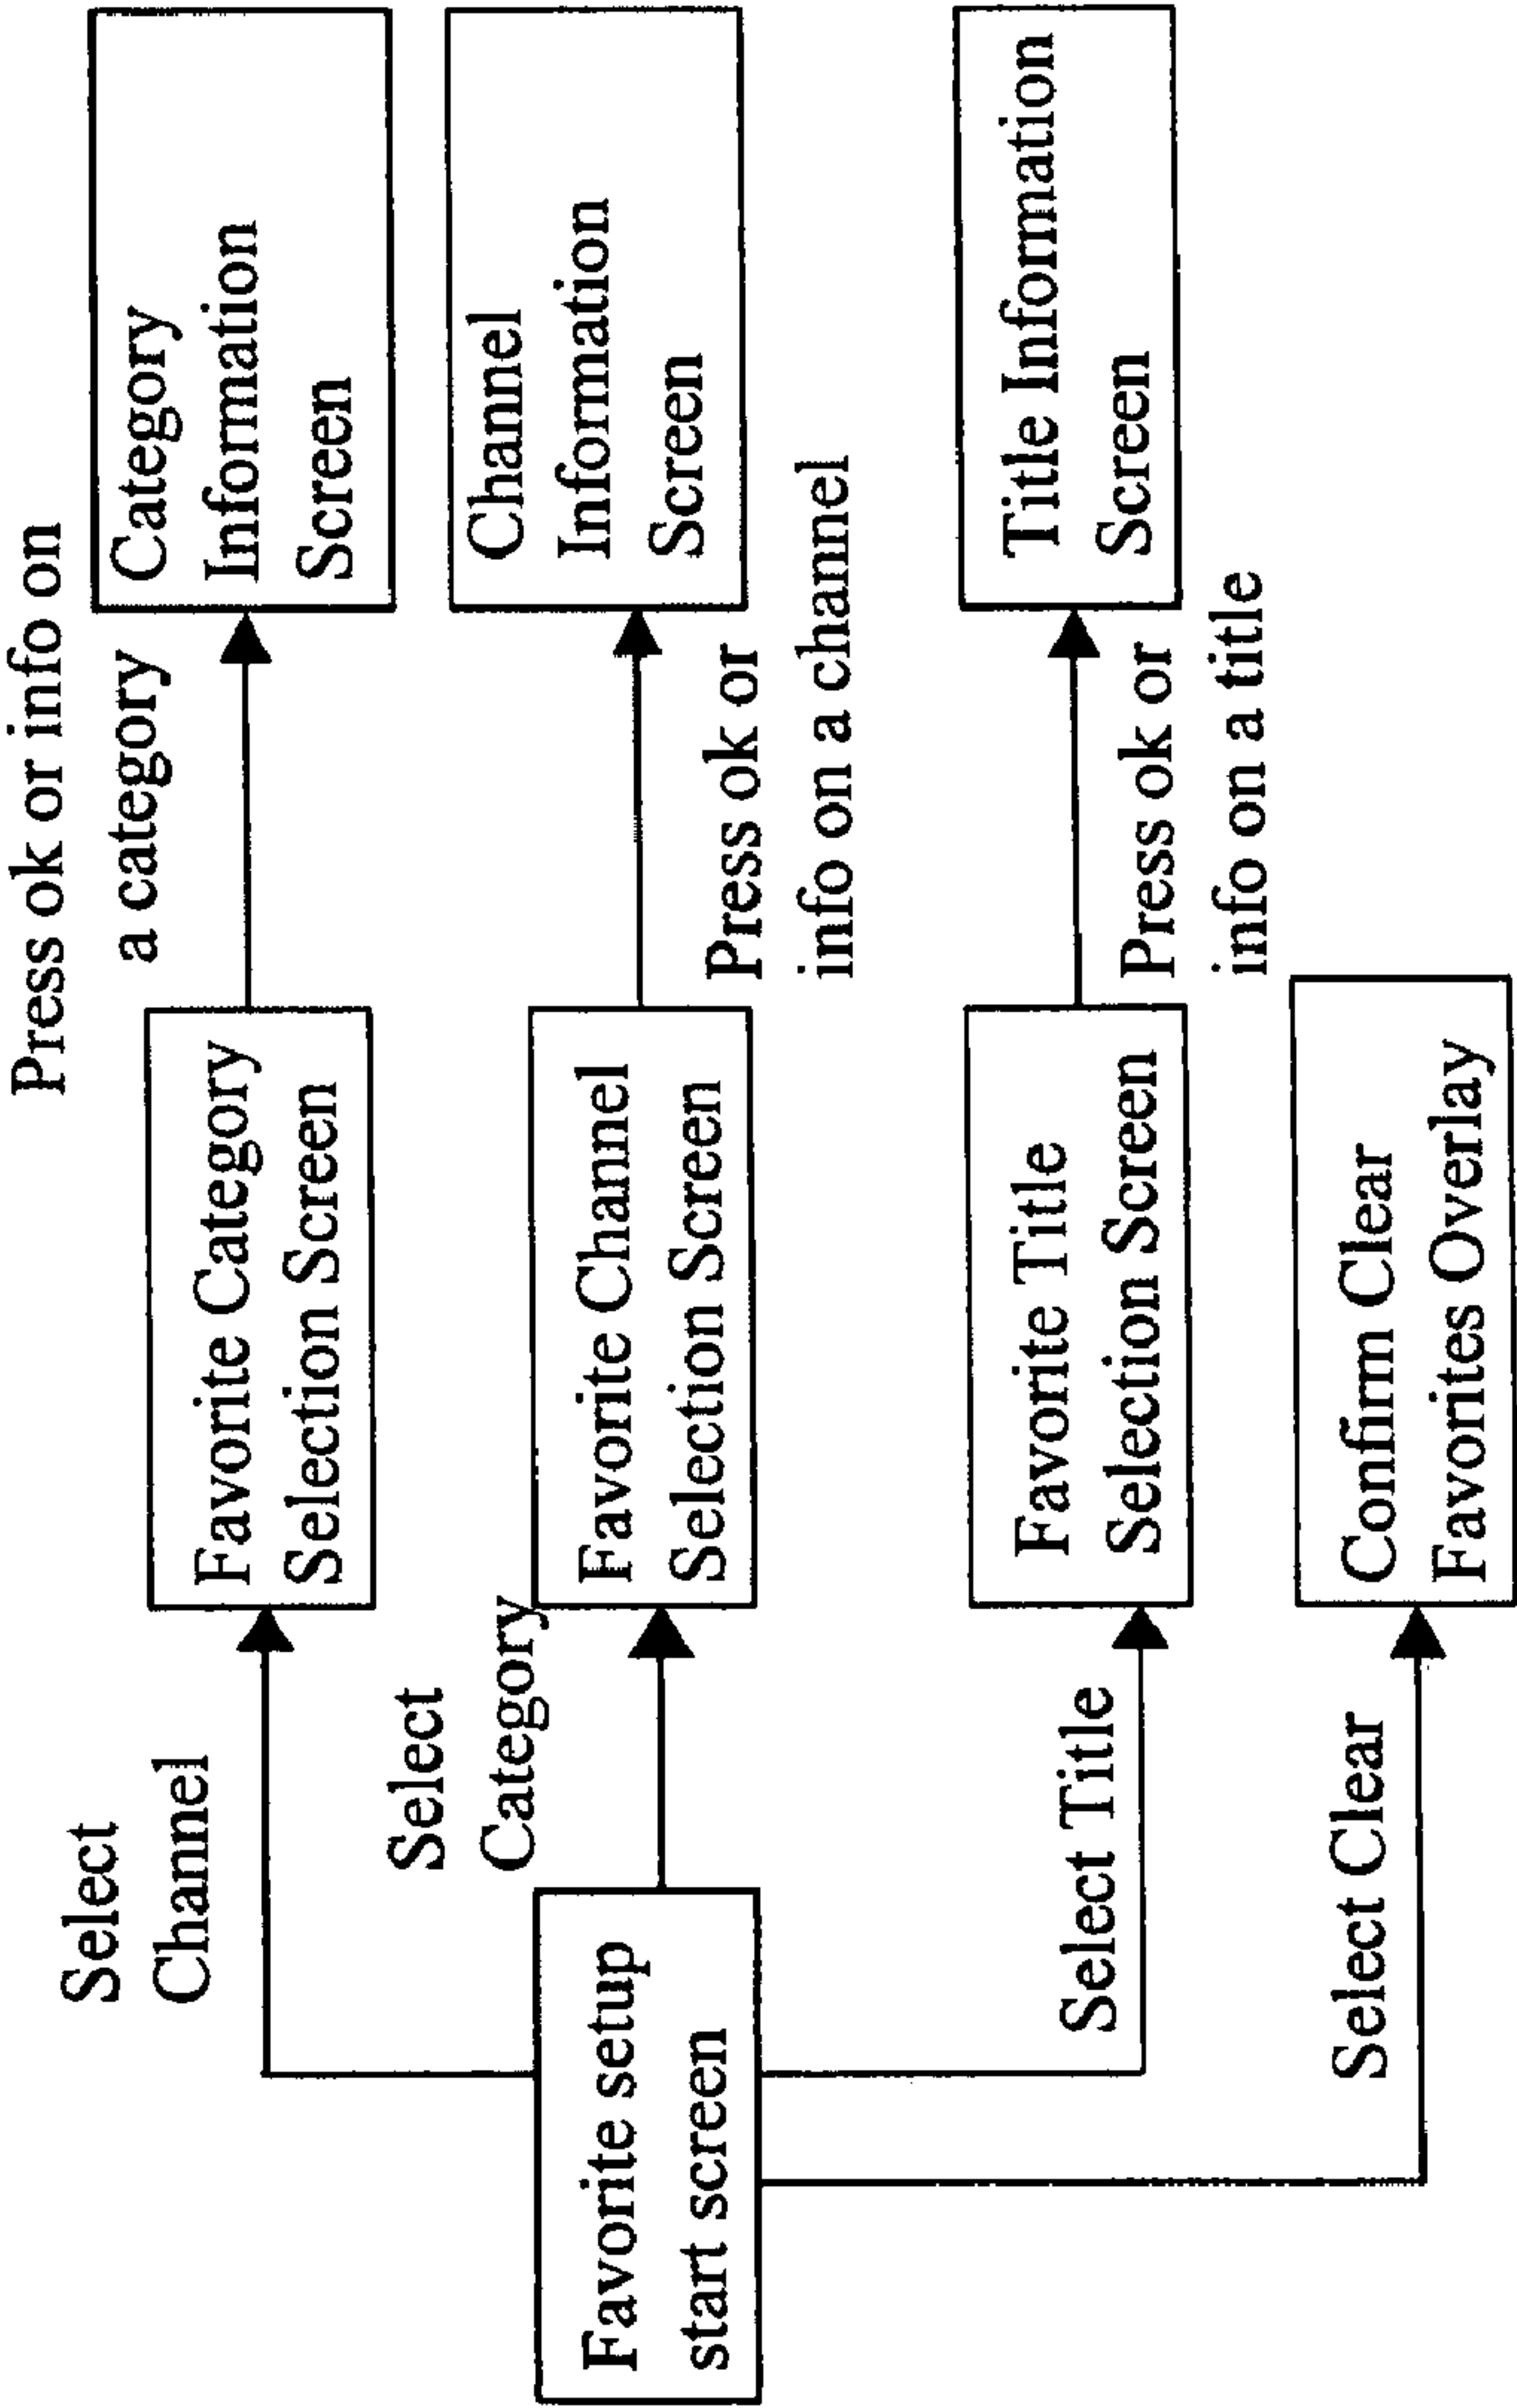 Press ok or info on
a category
Select
Channel
Favorite Category
Selection Screen
Category
Information
Screen
Select
Category
Favorite setup
start screen
Favorite Channel
Selection Screen
Channel
Information
Screen
Press ok or
info on a channel
Select Title
Favorite Title
Selection Screen
Title Information
Screen
Press ok or
info on a title
Select Clear
Confirm Clear
Favorites Overlay